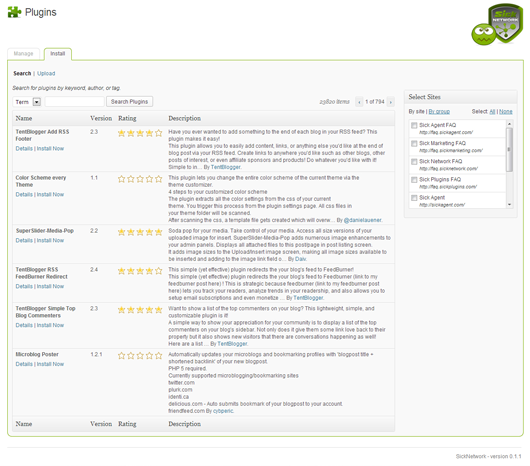 Plugins
Sick
NETWORK
Manage
Install
Search | Upload
Search for plugins by keyword, author, or tag.
Term
Search Plugins
23820 items
1 of 794
Name Version Rating Description
TentBlogger Add RSS Footer
Details | Install Now
2.3
Have you ever wanted to add something to the end of each blog in your RSS feed? This
plugin makes it easy!
This plugin allows you to easily add content, links, or anything else you'd like at the end of
blog post via your RSS feed. Create links to anywhere you'd like such as other blogs, other
posts of interest, or even affiliate sponsors and products! Do whatever you'd like with it!
Simple to in... By TentBlogger.
Color Scheme every Theme
Details | Install Now
1.1
This plugin lets you change the entire color scheme of the current theme via the
theme customizer.
4 steps to your customized color scheme
The plugin extracts all the color settings from the css of your current
theme. You trigger this process from the plugin settings page. All css files in
your theme folder will be scanned.
After scanning the css, a template file gets created which will overw... By @danielauener.
SuperSlider-Media-Pop
Details | Install Now
2.2
Soda pop for your media. Take control of your media. Access all size versions of your
uploaded image for insert. SuperSlider-Media-Pop adds numerous image enhancements to
your admin panels. Displays all attached files to this post/page in post listing screen.
It adds image sizes to the Upload/Insert image screen, making all image sizes available to
be inserted and adding to the image link field o... By Daiv.
TentBlogger RSS FeedBurner Redirect
Details | Install Now
2.4
This simple (yet effective) plugin redirects the your blog's feed to FeedBurner!
This (yet effective) simple plugin redirects your blog's feed to feedburner (link to my
feedburner post here) ! This is strategic because feedburner (link to my feedburner post
here) lets you track your readers, analyze trends in your readership, and also allows you to
setup email subscriptions and even monetize ... By TentBlogger.
TentBlogger Simple Top Blog Commenters
Details | Install Now
2.3
Want to show a list of the top commenters on your blog? This lightweight, simple, and
customizable plugin is it!
A simple way to show your appreciation for your community is to display a list of the top
commenters on your blog's sidebar. Not only does it give them some link love back to their
property but it also shows new visitors that there are conversations happening as well!
Here are a list ... By TentBlogger.
Microblog Poster
Details | Install Now
1.2.1
Automatically updates your microblogs and bookmarking profiles with 'blogpost title +
shortened backlink' of your new blogpost.
PHP 5 required.
Currently supported microblogging/bookmarking sites
twitter.com
plurk.com
identi.ca
delicious.com - Auto submits bookmark of your blogpost to your account.
friendfeed.com By cybperic.
Name Version Rating Description
Select Sites
By site | By group
Select: All | None
Sick Agent FAQ
http://faq.sickagent.com/
Sick Marketing FAQ
http://faq.sickmarketing.com/
Sick Network FAQ
http://faq.sicknetwork.com/
Sick Plugins FAQ
http://faq.sickplugins.com/
Sick Agent
http://sickagent.com/
SickNetwork - version 0.1.1